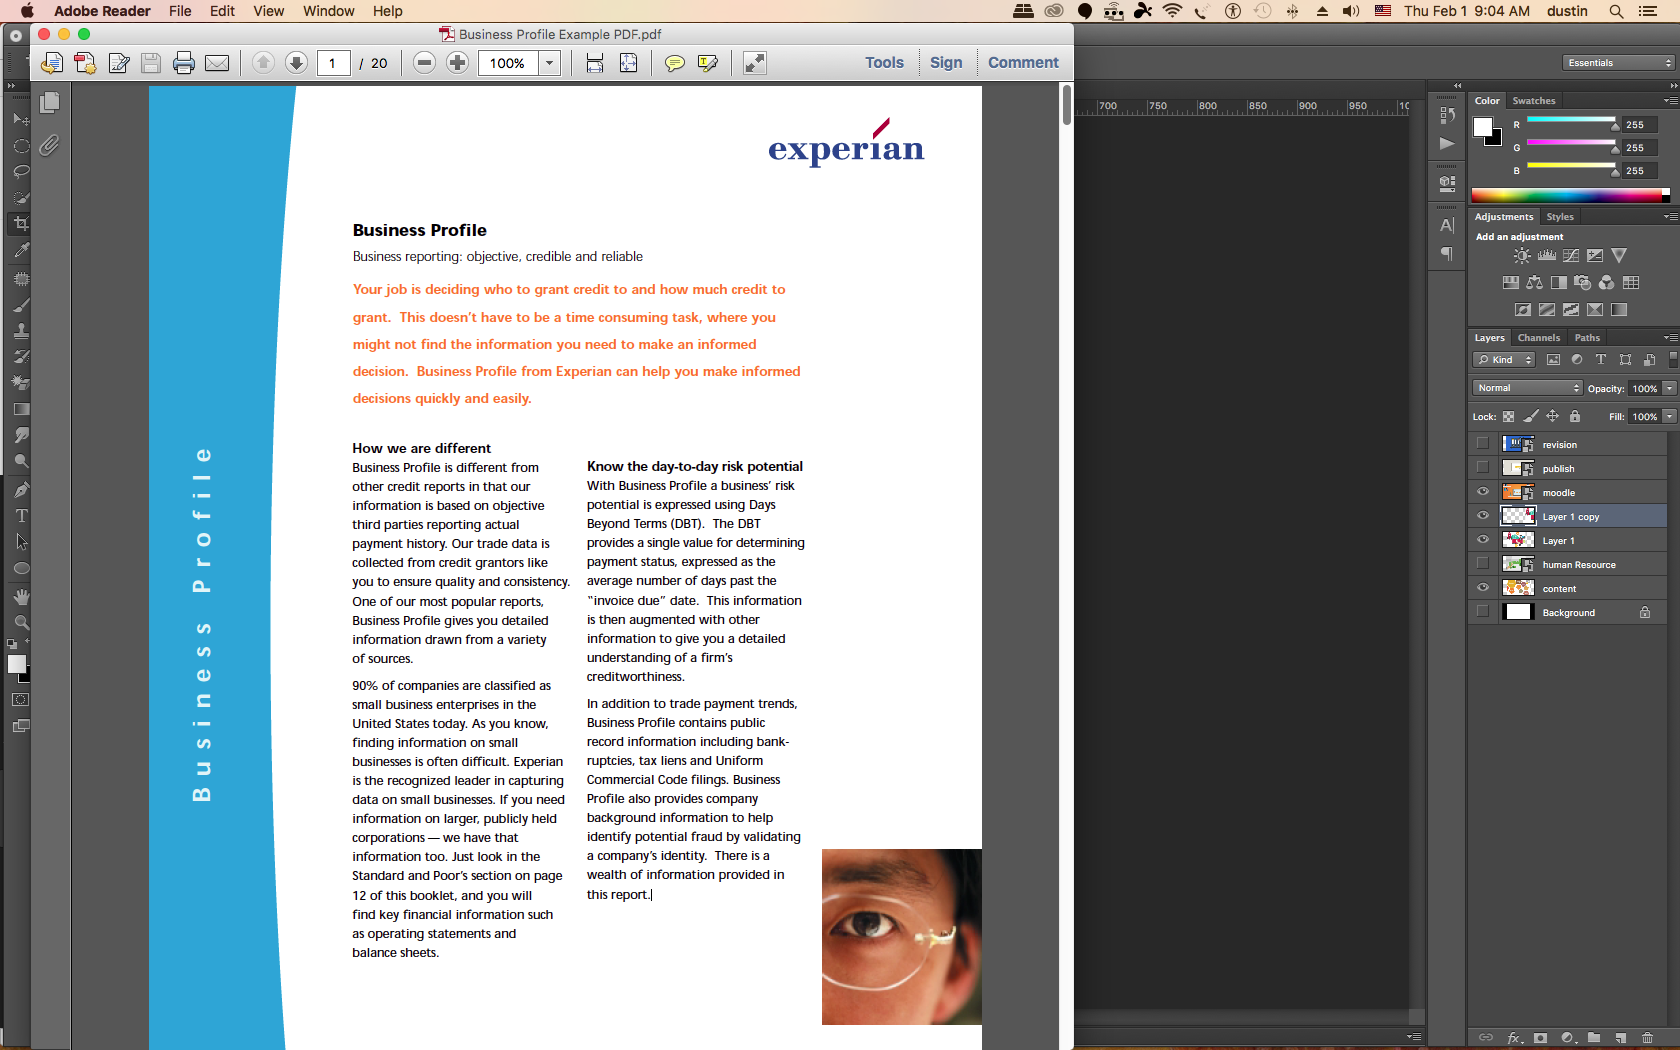 Adobe Reader File Edit View Window Help
Thu Feb 1 9:04 AM dustin
Business Profile Example PDF.pdf
1 / 20
100%
Tools Sign Comment
Essentials
700 750 800 850 900 950 10
experian
Business Profile
Business reporting: objective, credible and reliable
Your job is deciding who to grant credit to and how much credit to
grant. This doesn't have to be a time consuming task, where you
might not find the information you need to make an informed
decision. Business Profile from Experian can help you make informed
decisions quickly and easily.
How we are different
Business Profile is different from
other credit reports in that our
information is based on objective
third parties reporting actual
payment history. Our trade data is
collected from credit grantors like
you to ensure quality and consistency.
One of our most popular reports,
Business Profile gives you detailed
information drawn from a variety
of sources.
90% of companies are classified as
small business enterprises in the
United States today. As you know,
finding information on small
businesses is often difficult. Experian
is the recognized leader in capturing
data on small businesses. If you need
information on larger, publicly held
corporations — we have that
information too. Just look in the
Standard and Poor's section on page
12 of this booklet, and you will
find key financial information such
as operating statements and
balance sheets.
Know the day-to-day risk potential
With Business Profile a business' risk
potential is expressed using Days
Beyond Terms (DBT). The DBT
provides a single value for determining
payment status, expressed as the
average number of days past the
"invoice due" date. This information
is then augmented with other
information to give you a detailed
understanding of a firm's
creditworthiness.
In addition to trade payment trends,
Business Profile contains public
record information including bank-
ruptcies, tax liens and Uniform
Commercial Code filings. Business
Profile also provides company
background information to help
identify potential fraud by validating
a company's identity. There is a
wealth of information provided in
this report.
Business Profile
Color Swatches
R 255
G 255
B 255
Adjustments Styles
Add an adjustment
Layers Channels Paths
Kind
Normal Opacity: 100%
Lock: Fill: 100%
revision
publish
moodle
Layer 1 copy
Layer 1
human Resource
content
Background